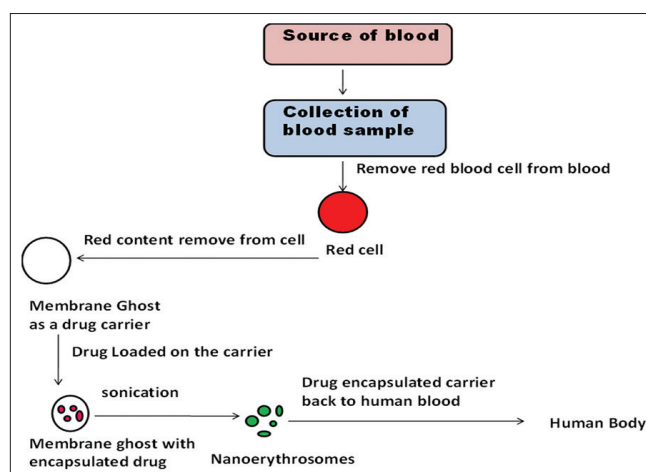 Source of blood
Collection of
blood sample
Remove red blood cell from blood
Red content remove from cell
Red cell
Membrane Ghost
as a drug carrier
Drug Loaded on the carrier
sonication
Drug encapsulated carrier
back to human blood
Human Body
Membrane ghost with
encapsulated drug
Nanoerythrosomes